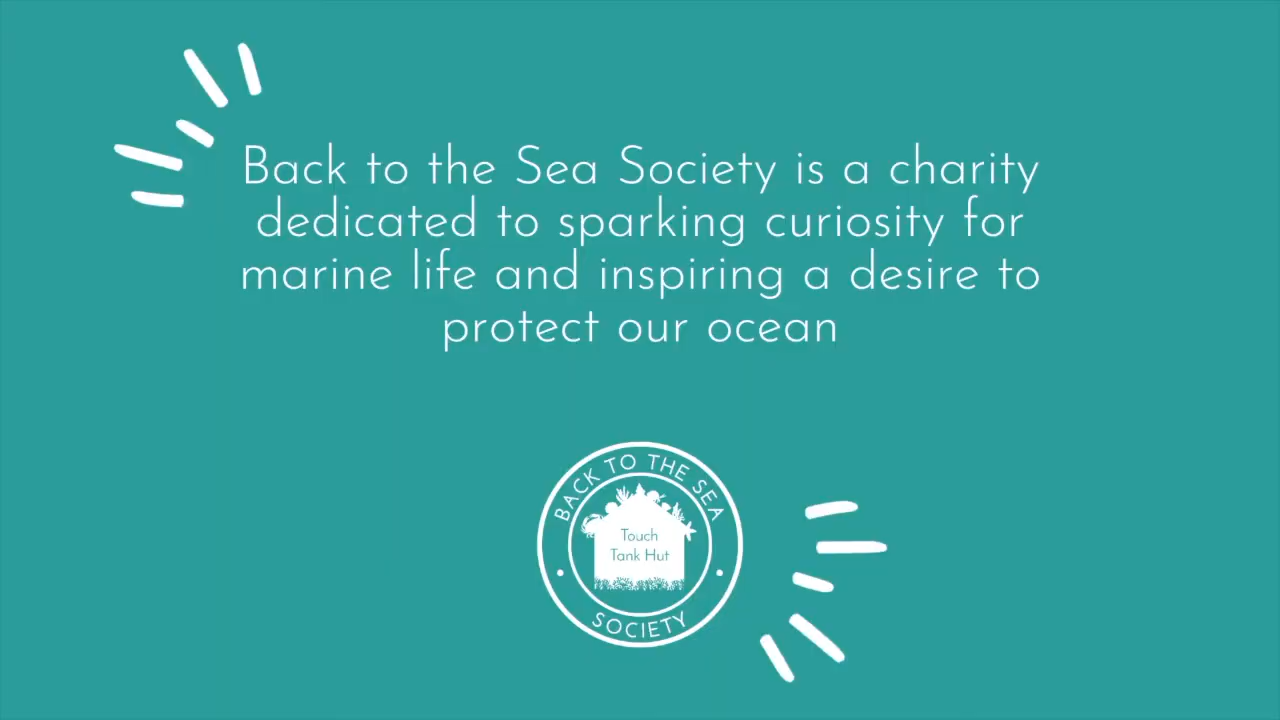 Back to the Sea Society is a charity
dedicated to sparking curiosity for
marine life and inspiring a desire to
protect our ocean
BACK TO THE SEA
Touch
Tank Hut
SOCIETY